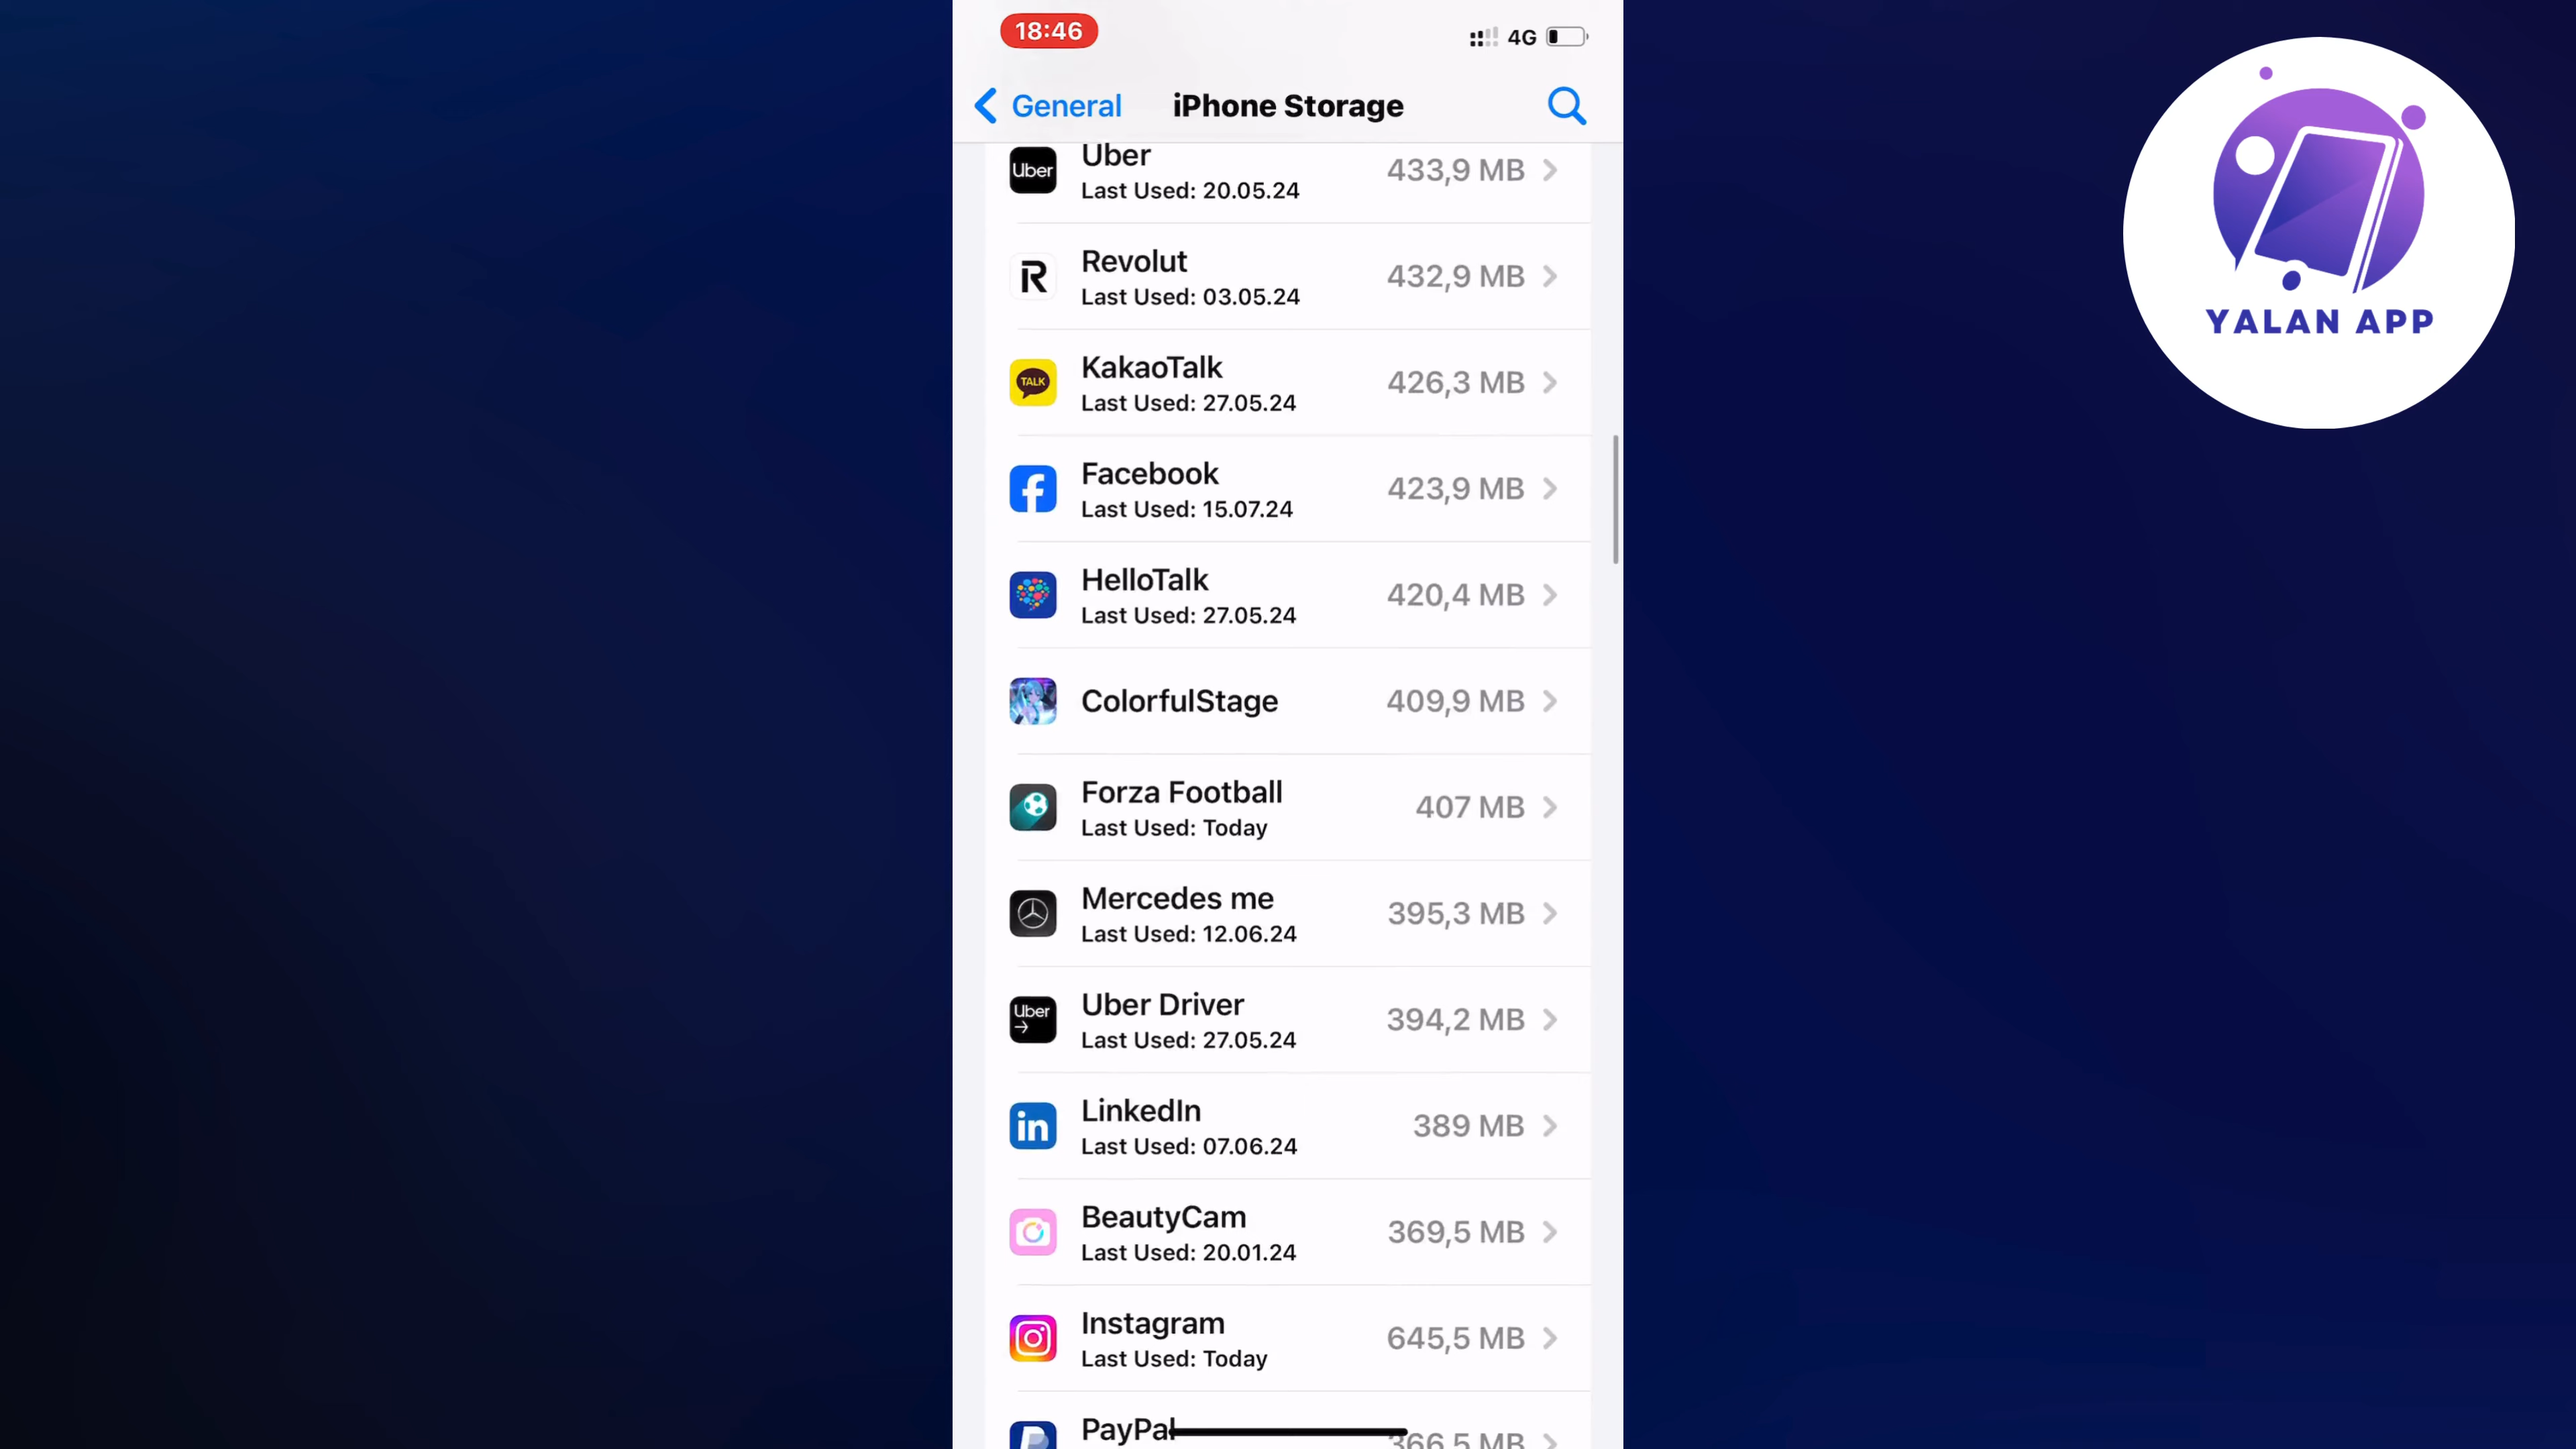 18:46
4G
General
iPhone Storage
YALAN APP
Uber
Uber
433,9 MB
Last Used: 20.05.24
R
Revolut
432,9 MB
Last Used: 03.05.24
TALK
KakaoTalk
426,3 MB
Last Used: 27.05.24
f
Facebook
423,9 MB
Last Used: 15.07.24
HelloTalk
420,4 MB
Last Used: 27.05.24
ColorfulStage
409,9 MB
Forza Football
407 MB
Last Used: Today
Mercedes me
395,3 MB
Last Used: 12.06.24
Uber
Uber Driver
394,2 MB
Last Used: 27.05.24
in
LinkedIn
389 MB
Last Used: 07.06.24
BeautyCam
369,5 MB
Last Used: 20.01.24
Instagram
645,5 MB
Last Used: Today
PayPal
366,5 MB